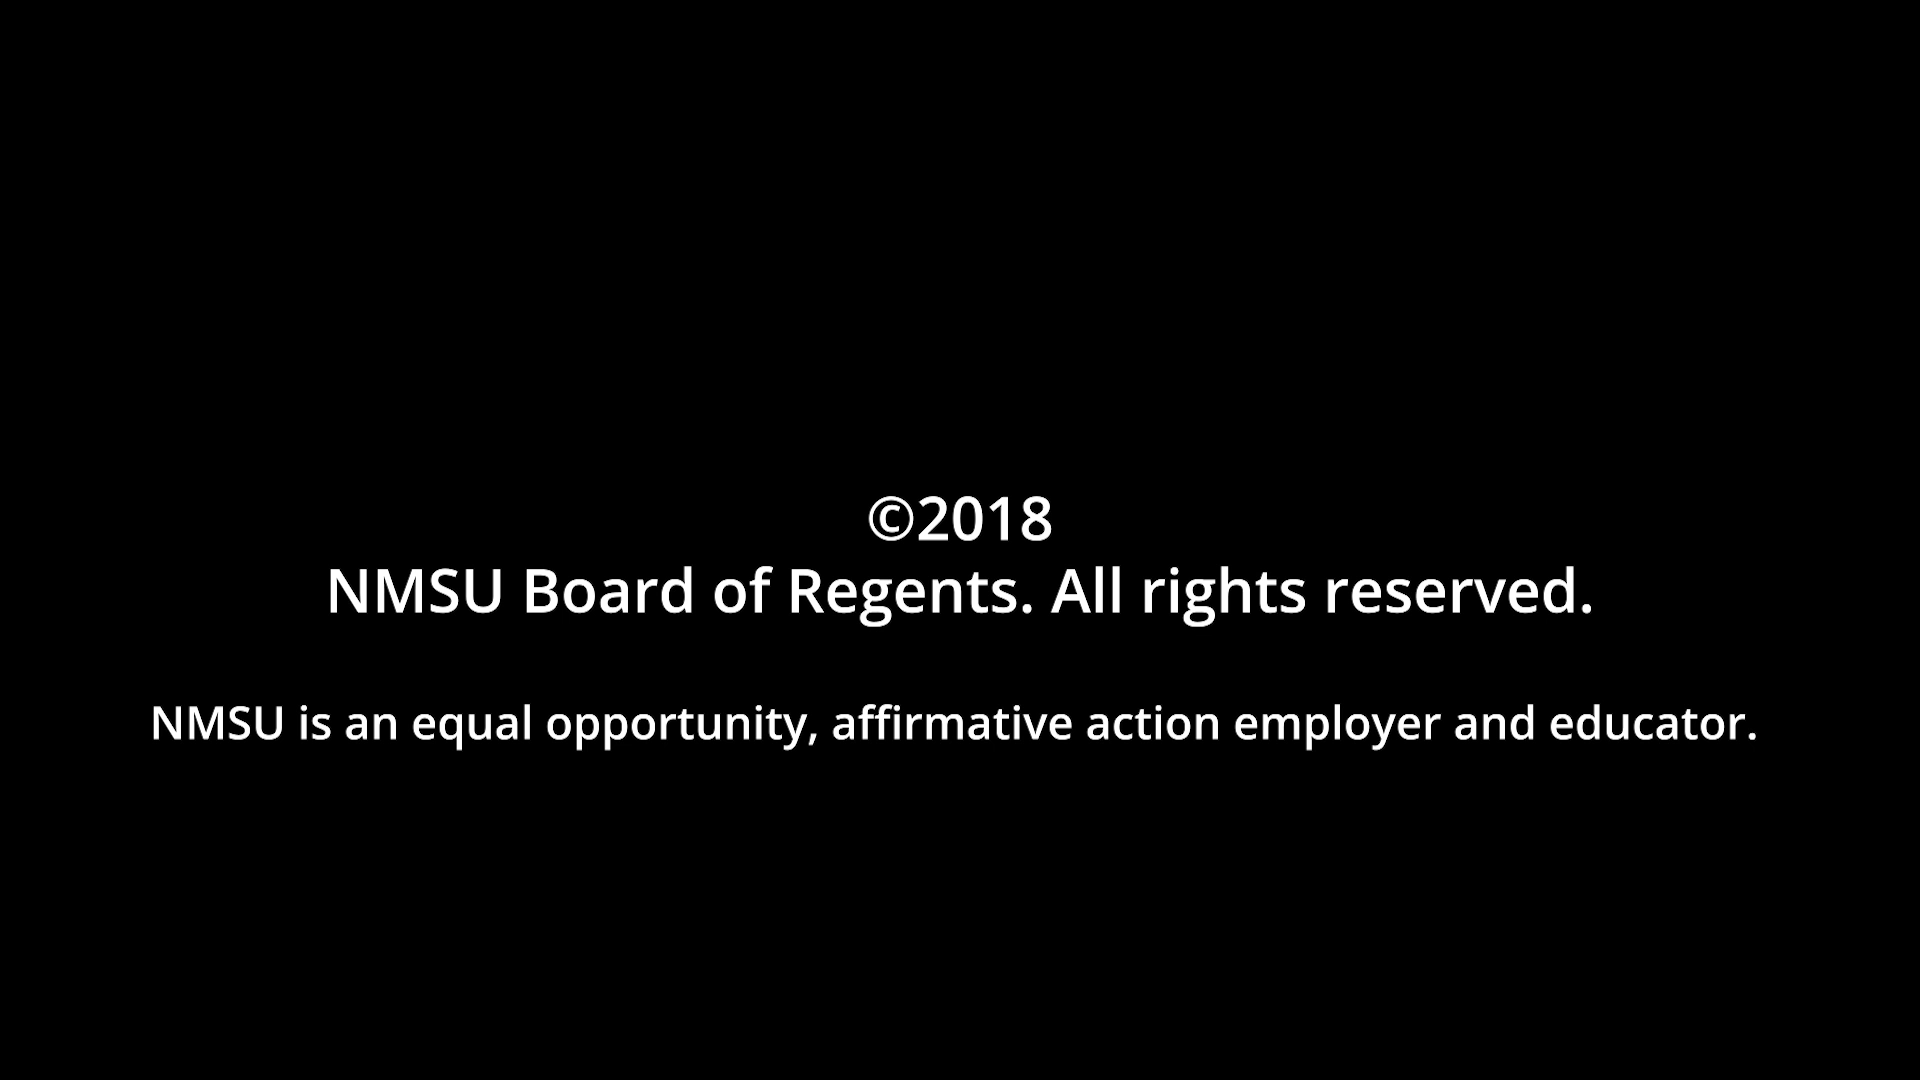 ©2018
NMSU Board of Regents. All rights reserved.
NMSU is an equal opportunity, affirmative action employer and educator.